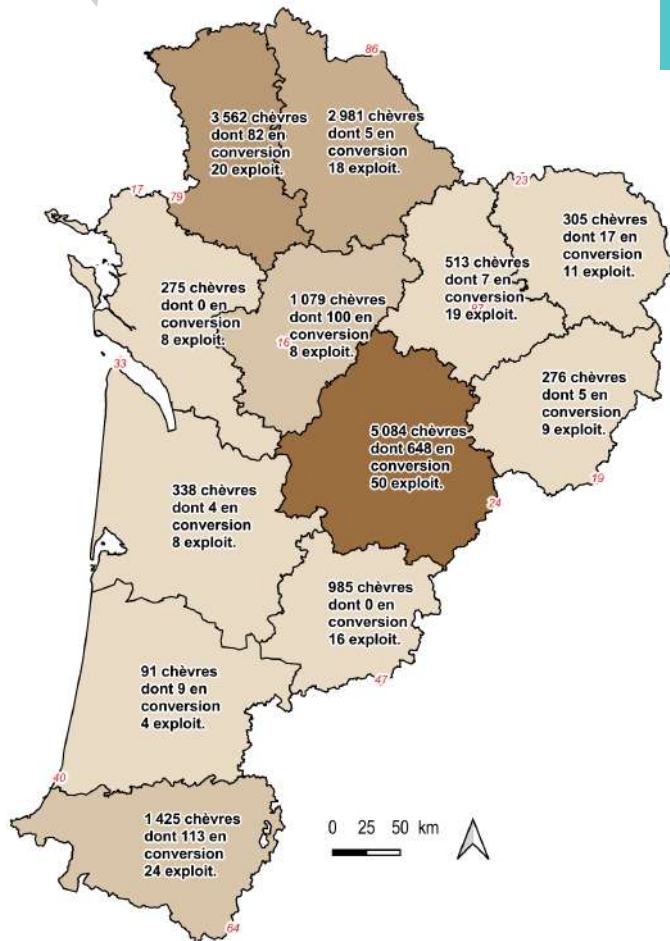 86
3 562 chèvres
dont 82 en
conversion
20 exploit.
2 981 chèvres
dont 5 en
conversion
18 exploit.
17
79
23
305 chèvres
dont 17 en
conversion
11 exploit.
513 chèvres
dont 7 en
conversion
19 exploit.
87
275 chèvres
dont 0 en
conversion
8 exploit.
1 079 chèvres
dont 100 en
conversion
8 exploit.
16
33
276 chèvres
dont 5 en
conversion
9 exploit.
19
5 084 chèvres
dont 648 en
conversion
50 exploit.
24
338 chèvres
dont 4 en
conversion
8 exploit.
985 chèvres
dont 0 en
conversion
16 exploit.
47
91 chèvres
dont 9 en
conversion
4 exploit.
40
1 425 chèvres
dont 113 en
conversion
24 exploit.
64
0 25 50 km